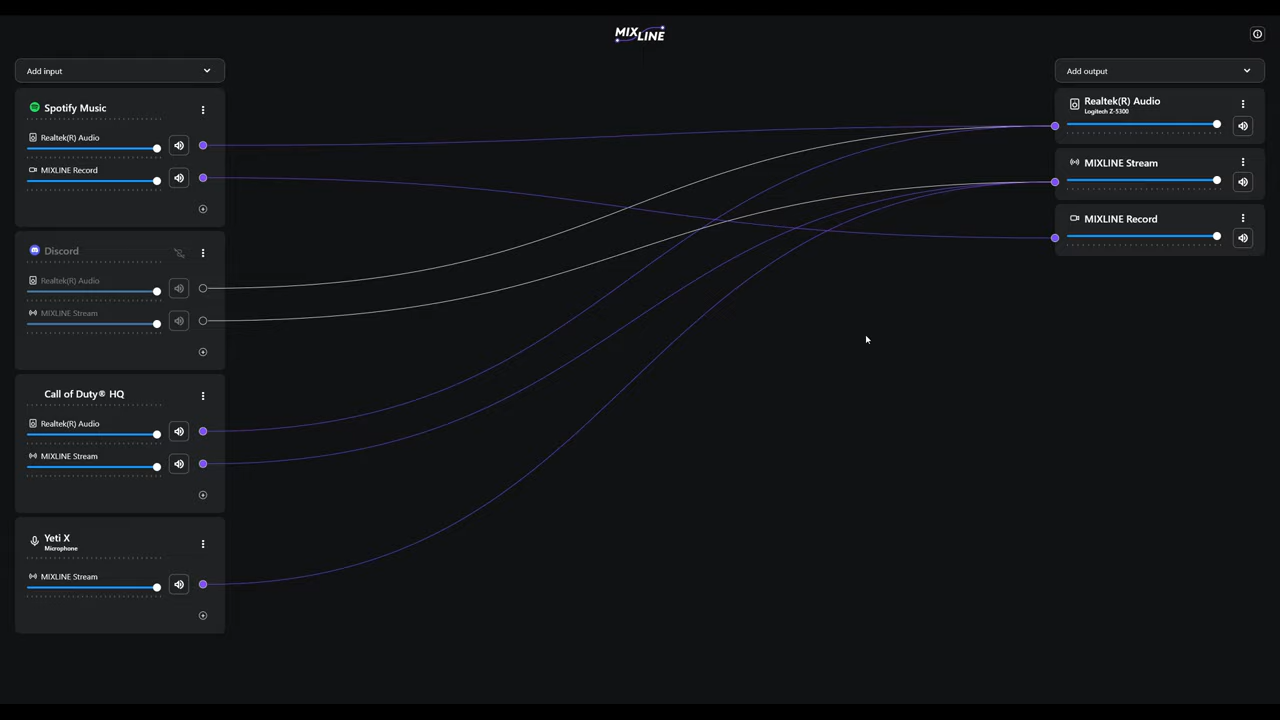 MIXLINE
Add input
Spotify Music
Realtek(R) Audio
MIXLINE Record
Discord
Realtek(R) Audio
MIXLINE Stream
Call of Duty® HQ
Realtek(R) Audio
MIXLINE Stream
Yeti X
Microphone
MIXLINE Stream
Add output
Realtek(R) Audio
Logitech Z-5300
MIXLINE Stream
MIXLINE Record